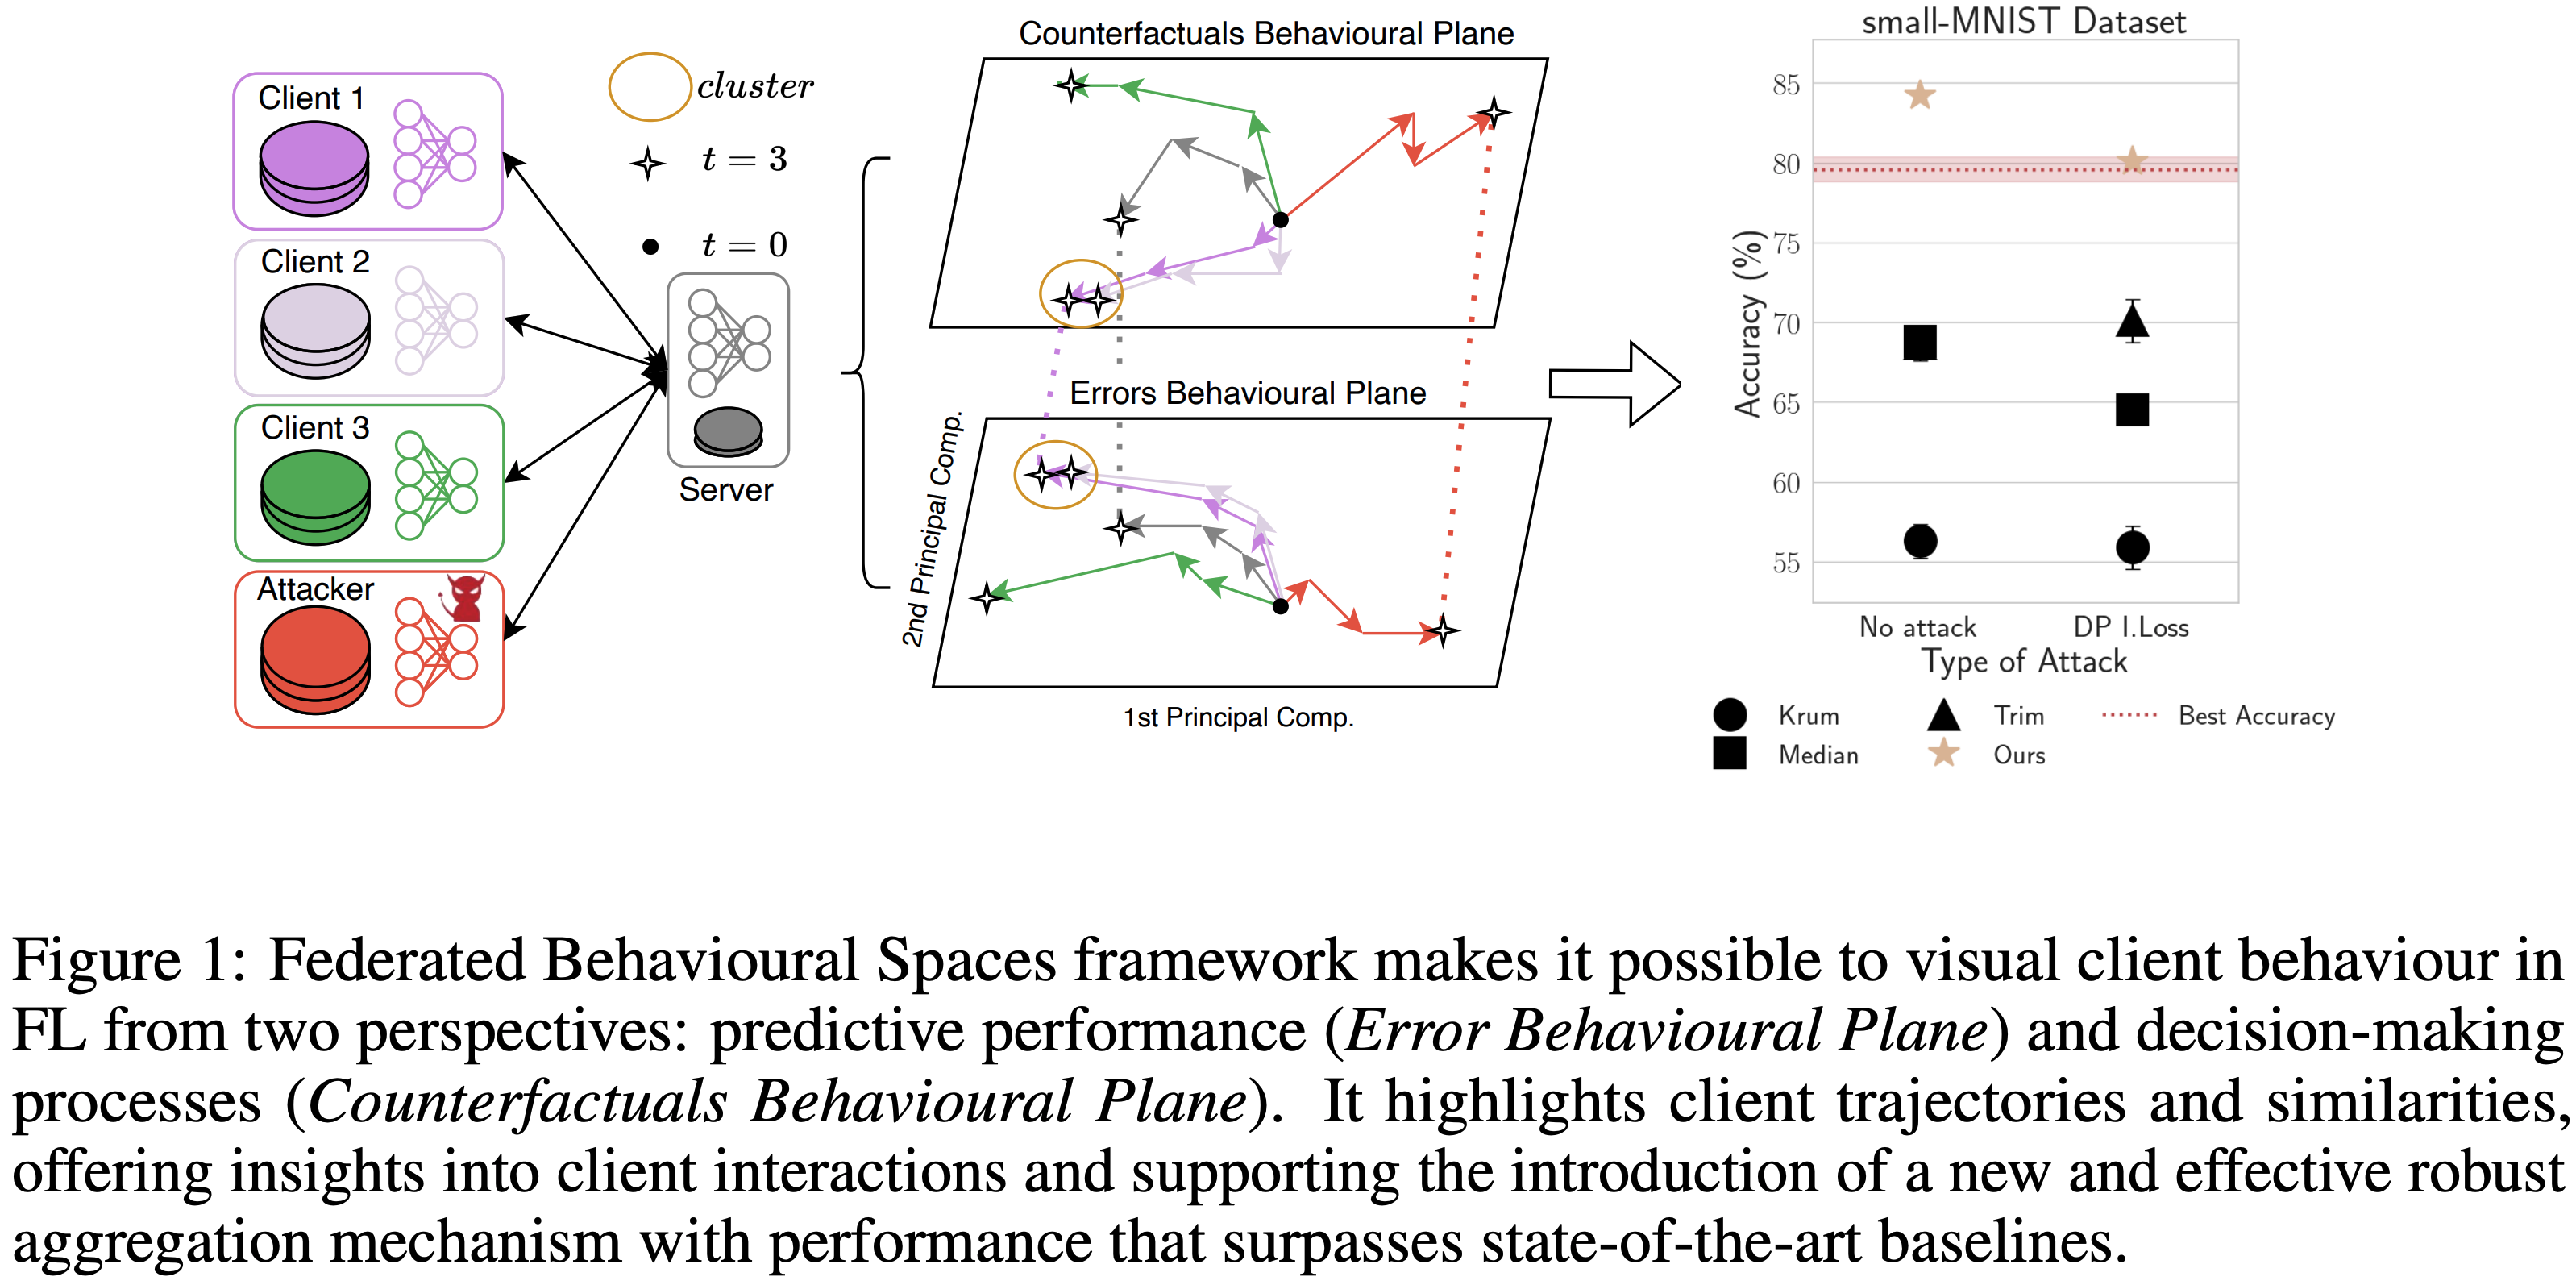 Client 1
Client 2
Client 3
Attacker
cluster
t = 3
t = 0
Server
Counterfactuals Behavioural Plane
Errors Behavioural Plane
2nd Principal Comp.
1st Principal Comp.
small-MNIST Dataset
Accuracy (%)
85
80
75
70
65
60
55
No attack
DP I.Loss
Type of Attack
Krum
Trim
Best Accuracy
Median
Ours
Figure 1: Federated Behavioural Spaces framework makes it possible to visual client behaviour in
FL from two perspectives: predictive performance (Error Behavioural Plane) and decision-making
processes (Counterfactuals Behavioural Plane). It highlights client trajectories and similarities,
offering insights into client interactions and supporting the introduction of a new and effective robust
aggregation mechanism with performance that surpasses state-of-the-art baselines.